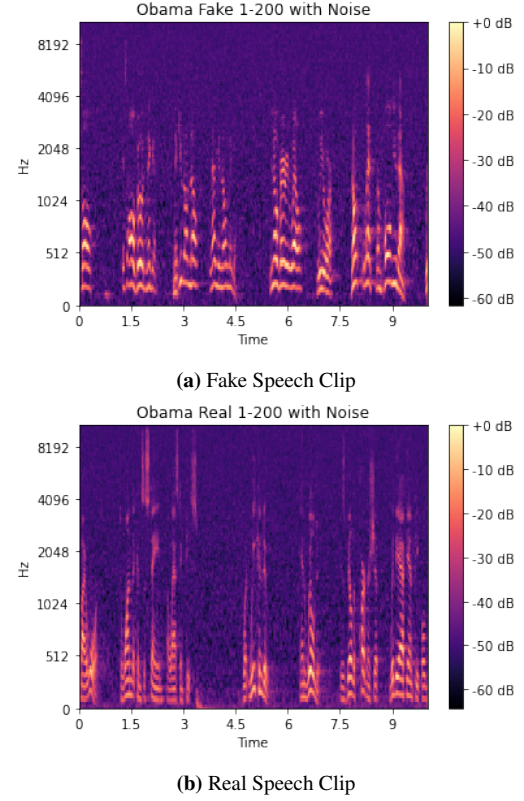 Obama Fake 1-200 with Noise
8192
4096
2048
1024
512
0
Hz
0 1.5 3 4.5 6 7.5 9
Time
+0 dB
-10 dB
-20 dB
-30 dB
-40 dB
-50 dB
-60 dB
(a) Fake Speech Clip
Obama Real 1-200 with Noise
8192
4096
2048
1024
512
0
Hz
0 1.5 3 4.5 6 7.5 9
Time
+0 dB
-10 dB
-20 dB
-30 dB
-40 dB
-50 dB
-60 dB
(b) Real Speech Clip